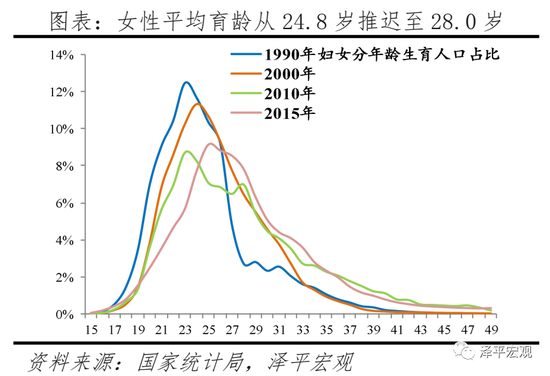 图表：女性平均育龄从24.8岁推迟至28.0岁
14%
12%
10%
8%
6%
4%
2%
0%
1990年妇女分年龄生育人口占比
2000年
2010年
2015年
15 17 19 21 23 25 27 29 31 33 35 37 39 41 43 45 47 49
泽平宏观
资料来源：国家统计局，泽平宏观